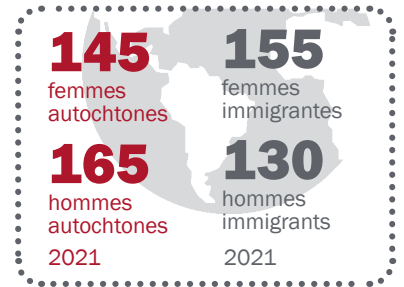 145
femmes
autochtones
165
hommes
autochtones
2021
155
femmes
immigrantes
130
hommes
immigrants
2021